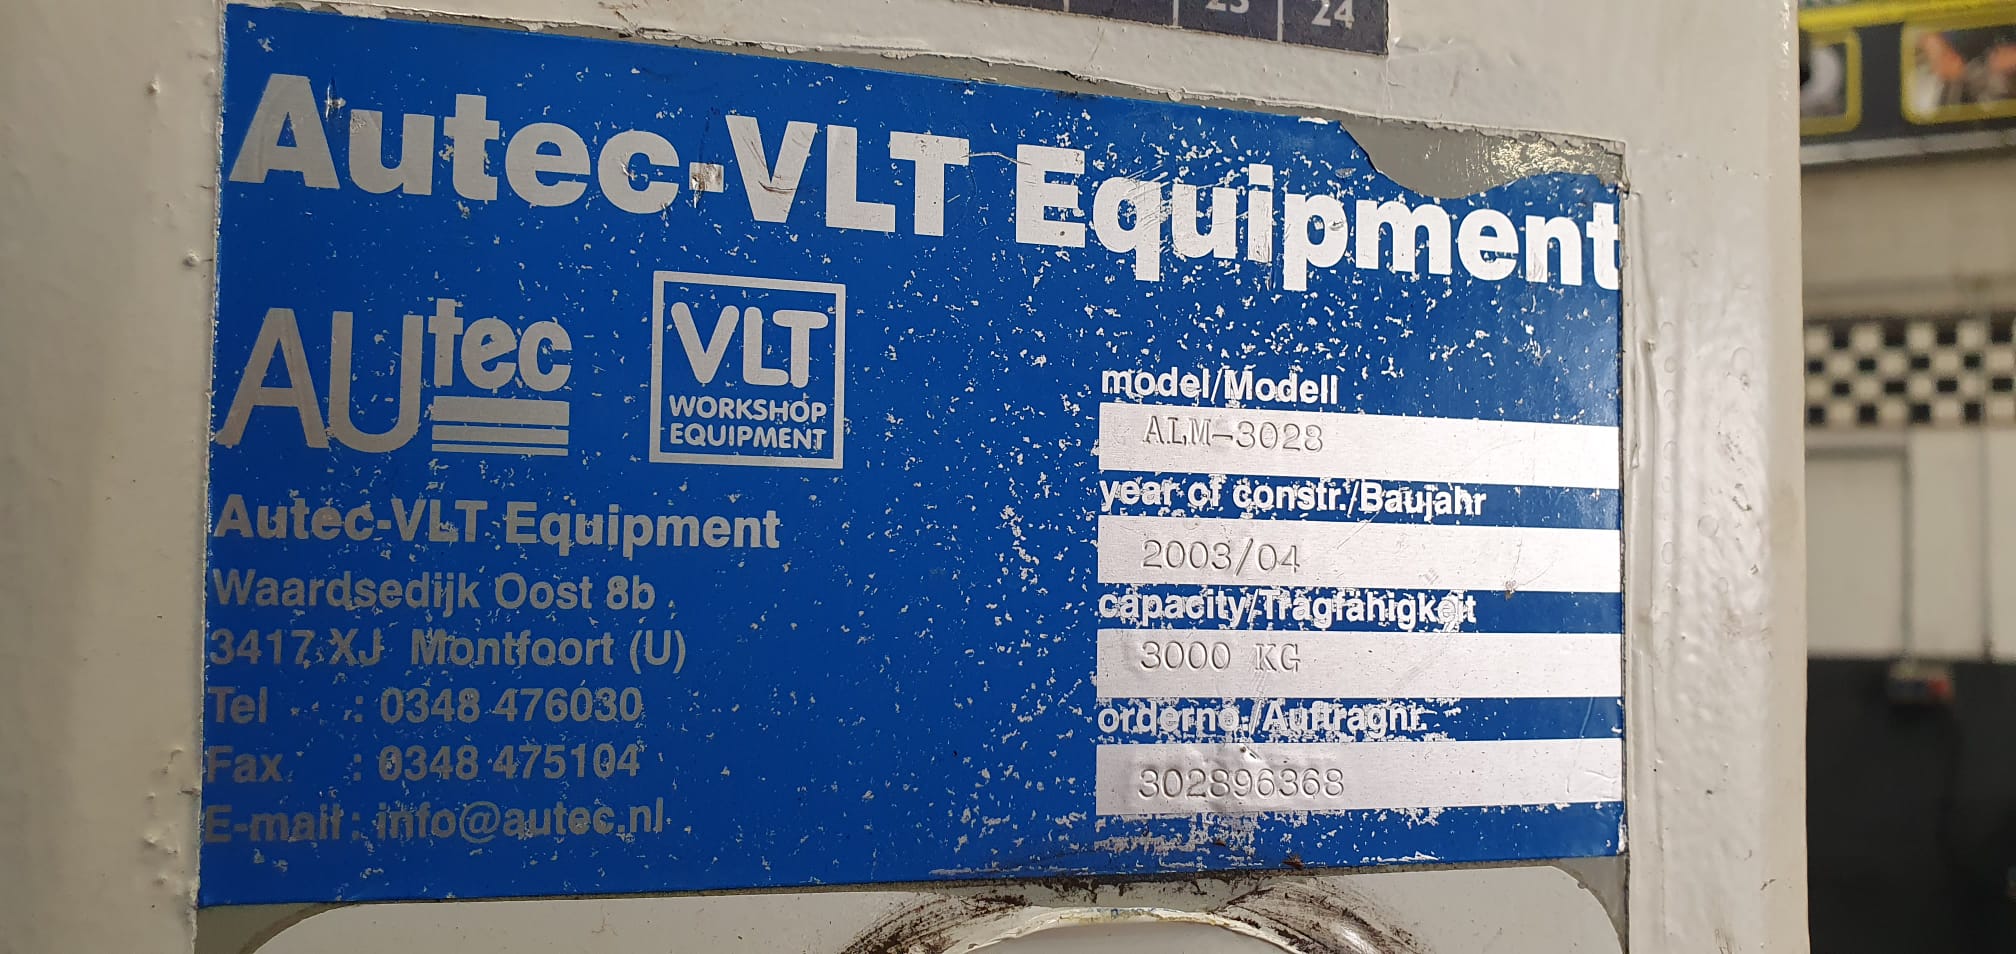 23 24
Autec-VLT Equipment
AUtec
VLT
WORKSHOP
EQUIPMENT
Autec-VLT Equipment
Waardsedijk Oost 8b
3417 XJ Montfoort (U)
Tel : 0348 476030
Fax : 0348 475104
E-mail : info@autec.nl
model/Modell
ALM-3028
year of constr./Baujahr
2003/04
capacity/Tragfähigkeit
3000 KG
orderno./Auftragnr.
302896368